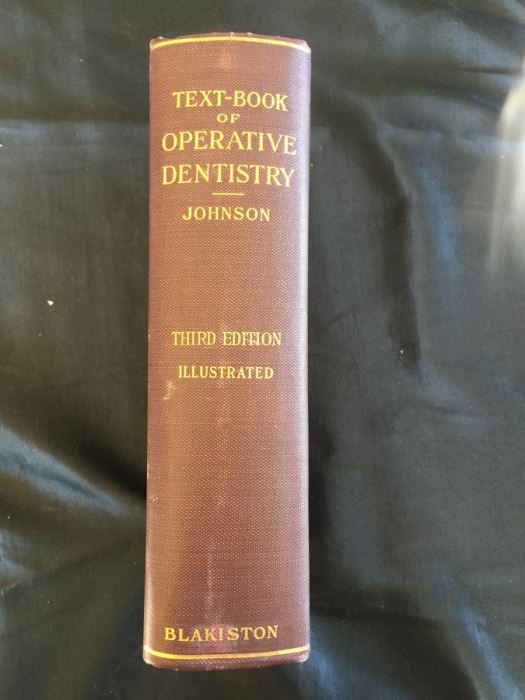 TEXT-BOOK
OF
OPERATIVE
DENTISTRY
JOHNSON
THIRD EDITION
ILLUSTRATED
BLAKISTON